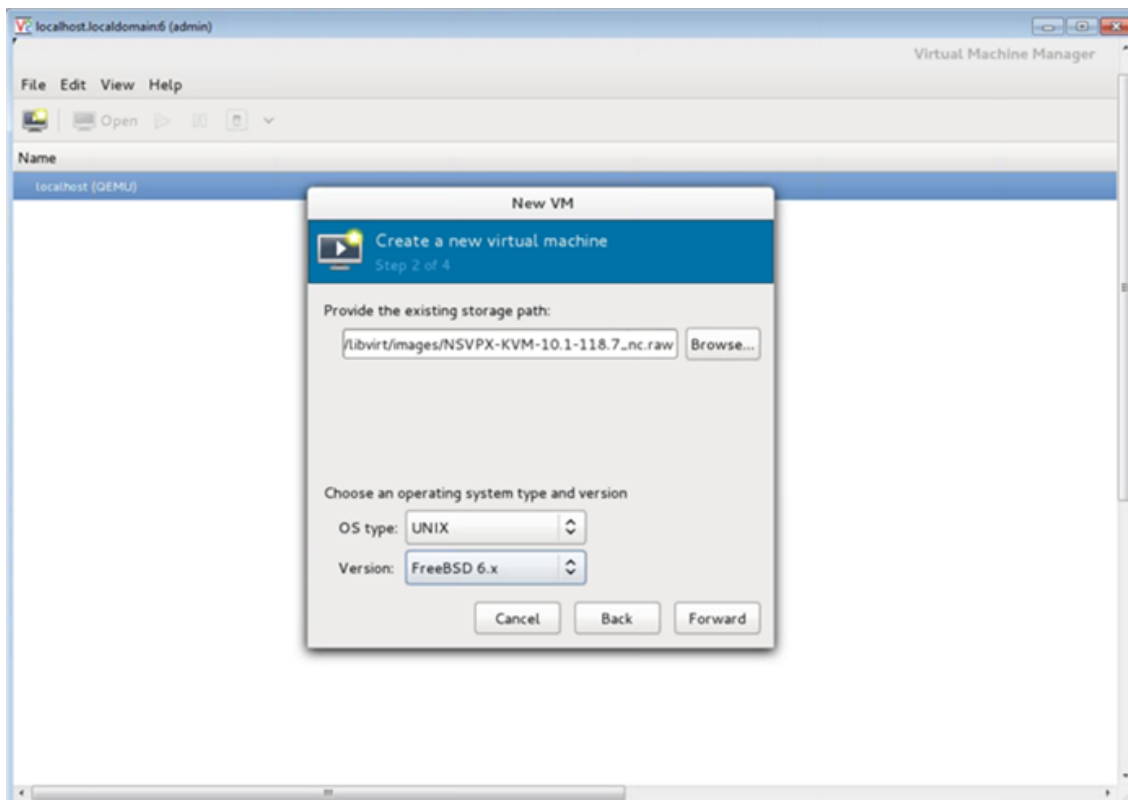 localhost.localdomain:6 (admin)
Virtual Machine Manager
File Edit View Help
Open
Name
localhost (QEMU)
New VM
Create a new virtual machine
Step 2 of 4
Provide the existing storage path:
/libvirt/images/NSVPX-KVM-10.1-118.7_nc.raw Browse...
Choose an operating system type and version
OS type: UNIX
Version: FreeBSD 6.x
Cancel Back Forward